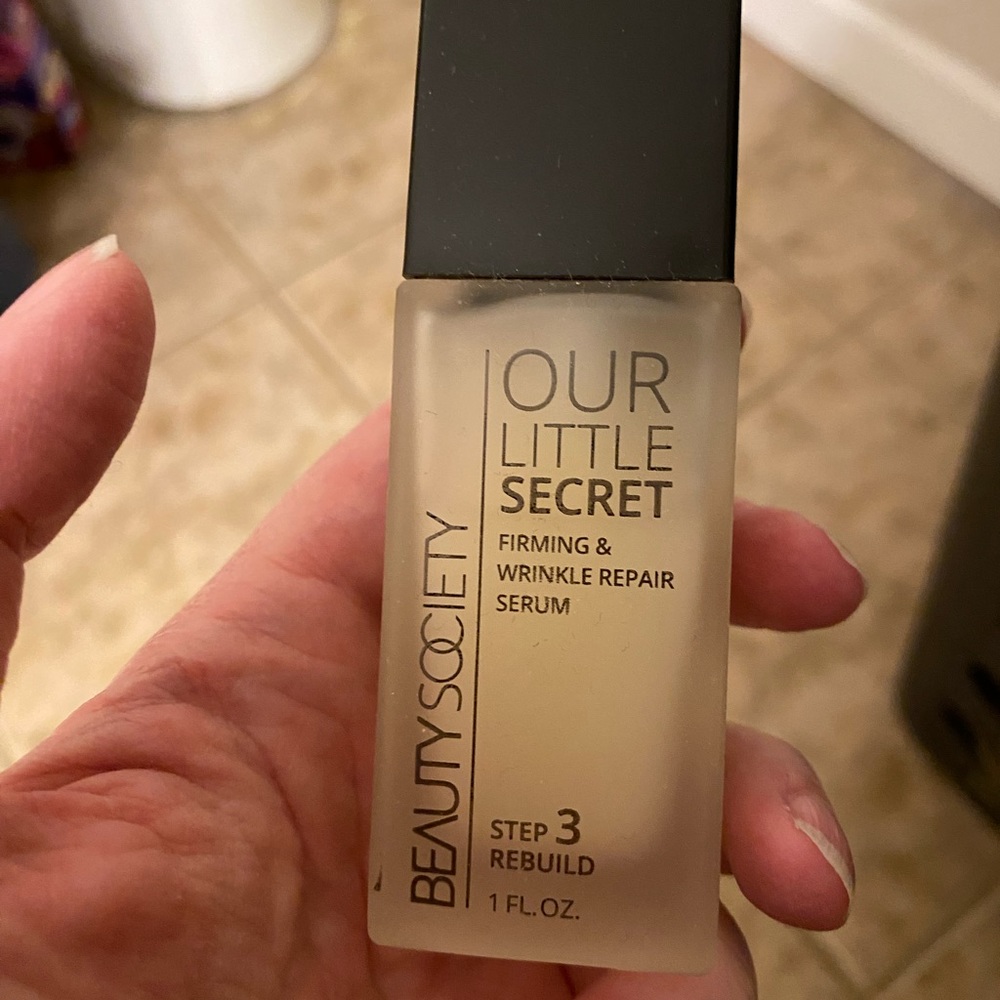 OUR
LITTLE
SECRET
FIRMING &
WRINKLE REPAIR
SERUM
BEAUTY SOCIETY
STEP 3
REBUILD
1 FL. OZ.